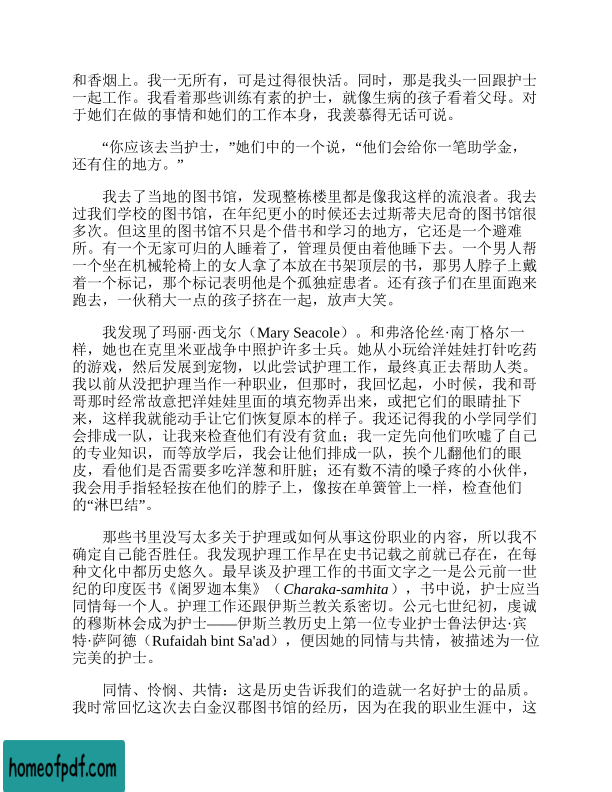 和香烟上。我一无所有，可是过得很快活。同时，那是我头一回跟护士
一起工作。我看着那些训练有素的护士，就像生病的孩子看着父母。对
于她们在做的事情和她们的工作本身，我羡慕得无话可说。
“你应该去当护士，”她们中的一个说，“他们会给你一笔助学金，
还有住的地方。”
我去了当地的图书馆，发现整栋楼里都是像我这样的流浪者。我去
过我们学校的图书馆，在年纪更小的时候还去过斯蒂夫尼奇的图书馆很
多次。但这里的图书馆不只是个借书和学习的地方，它还是一个避难
所。有一个无家可归的人睡着了，管理员便由着他睡下去。一个男人帮
一个坐在机械轮椅上的女人拿了本放在书架顶层的书，那男人脖子上戴
着一个标记，那个标记表明他是个孤独症患者。还有孩子们在里面跑来
跑去，一伙稍大一点的孩子挤在一起，放声大笑。
我发现了玛丽·西戈尔（Mary Seacole）。和弗洛伦丝·南丁格尔一
样，她也在克里米亚战争中照护许多士兵。她从小玩给洋娃娃打针吃药
的游戏，然后发展到宠物，以此尝试护理工作，最终真正去帮助人类。
我以前从没把护理当作一种职业，但那时，我回忆起，小时候，我和哥
哥那时经常故意把洋娃娃里面的填充物弄出来，或把它们的眼睛扯下
来，这样我就能动手让它们恢复原本的样子。我还记得我的小学同学们
会排成一队，让我来检查他们有没有贫血；我一定先向他们吹嘘了自己
的专业知识，而等放学后，我会让他们排成一队，挨个儿翻他们的眼
皮，看他们是否需要多吃洋葱和肝脏；还有数不清的嗓子疼的小伙伴，
我会用手指轻轻按在他们的脖子上，像按在单簧管上一样，检查他们
的“淋巴结”。
那些书里没写太多关于护理或如何从事这份职业的内容，所以我不
确定自己能否胜任。我发现护理工作早在史书记载之前就已存在，在每
种文化中都历史悠久。最早谈及护理工作的书面文字之一是公元前一世
纪的印度医书《阇罗迦本集》（Charaka-samhita），书中说，护士应当
同情每一个人。护理工作还跟伊斯兰教关系密切。公元七世纪初，虔诚
的穆斯林会成为护士——伊斯兰教历史上第一位专业护士鲁法伊达·宾
特·萨阿德（Rufaidah bint Sa'ad），便因她的同情与共情，被描述为一位
完美的护士。
同情、怜悯、共情：这是历史告诉我们的造就一名好护士的品质。
我时常回忆这次去白金汉郡图书馆的经历，因为在我的职业生涯中，这
homeofpdf.com